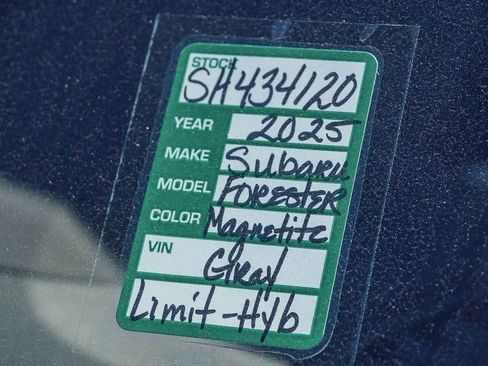 STOCK
SH434120
YEAR 2025
MAKE Subaru
MODEL FORESTER
COLOR Magnetite
VIN Gray
Limit-Hyb